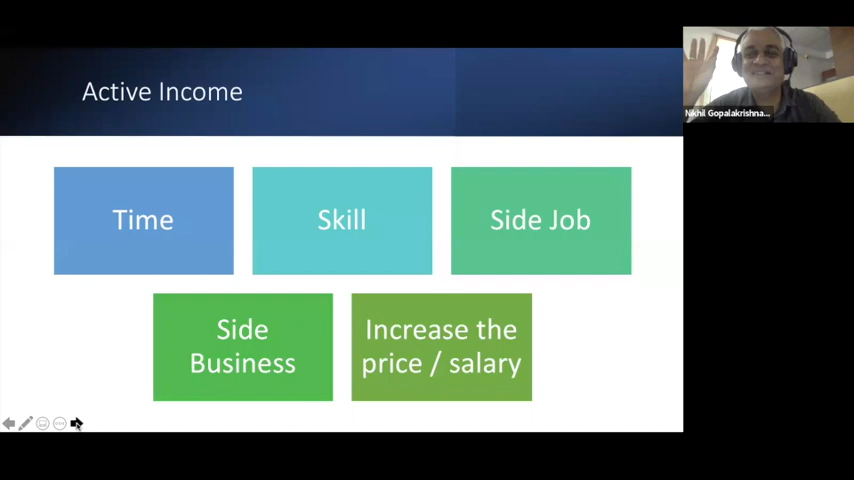 Active Income
Nikhil Gopalakrishna...
Time
Skill
Side Job
Side
Business
Increase the
price / salary